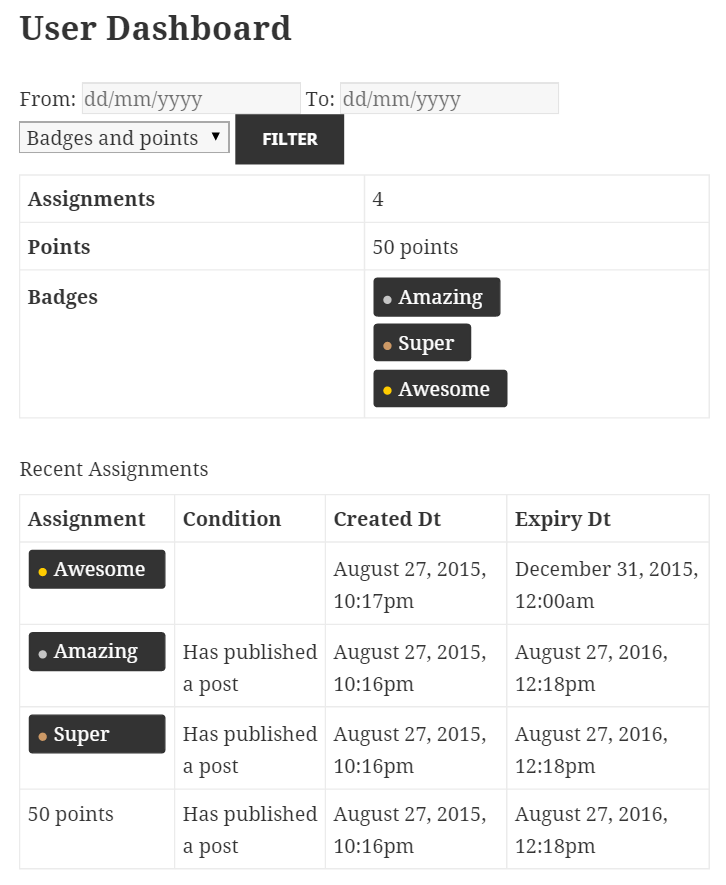 User Dashboard
From: dd/mm/yyyy To: dd/mm/yyyy
Badges and points FILTER
Assignments 4
Points 50 points
Badges Amazing
Super
Awesome
Recent Assignments
Assignment Condition Created Dt Expiry Dt
Awesome August 27, 2015, December 31, 2015,
10:17pm 12:00am
Amazing Has published August 27, 2015, August 27, 2016,
a post 10:16pm 12:18pm
Super Has published August 27, 2015, August 27, 2016,
a post 10:16pm 12:18pm
50 points Has published August 27, 2015, August 27, 2016,
a post 10:16pm 12:18pm